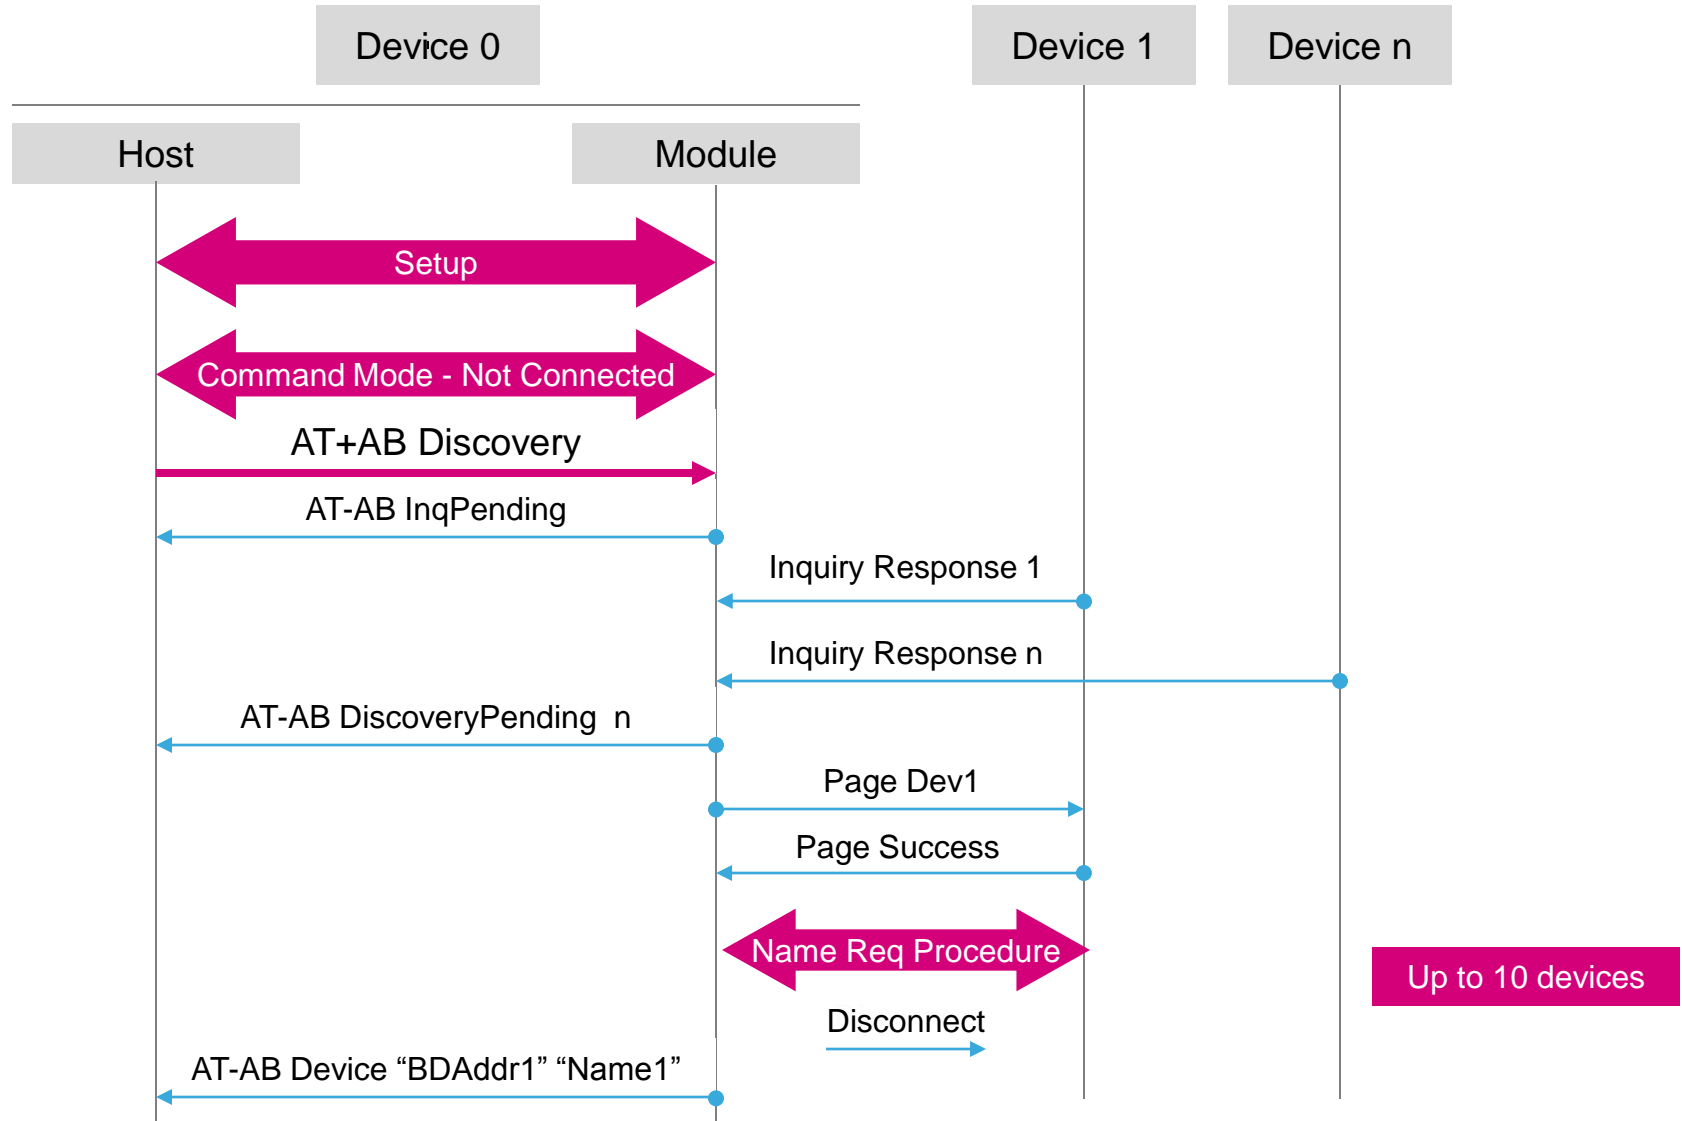 Device 0
Device 1
Device n
Host
Module
Setup
Command Mode - Not Connected
AT+AB Discovery
AT-AB InqPending
Inquiry Response 1
Inquiry Response n
AT-AB DiscoveryPending n
Page Dev1
Page Success
Name Req Procedure
Up to 10 devices
Disconnect
AT-AB Device “BDAddr1” “Name1”